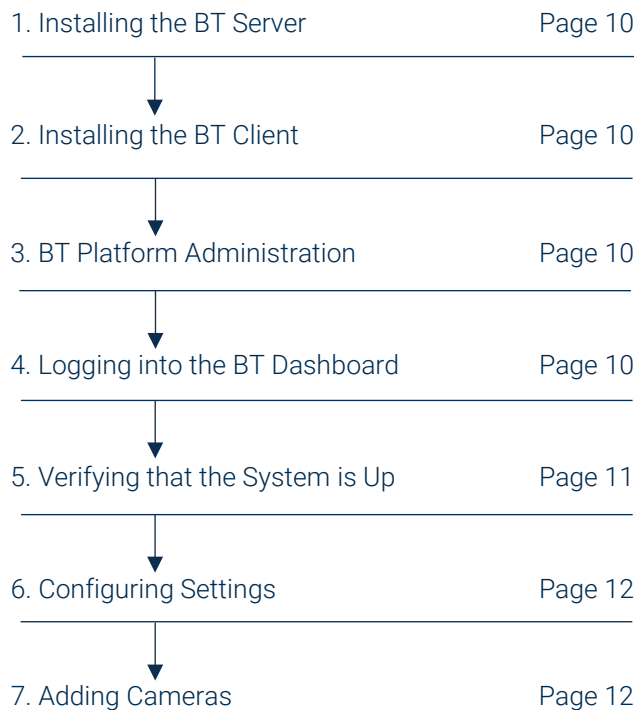 1. Installing the BT Server Page 10
2. Installing the BT Client Page 10
3. BT Platform Administration Page 10
4. Logging into the BT Dashboard Page 10
5. Verifying that the System is Up Page 11
6. Configuring Settings Page 12
7. Adding Cameras Page 12